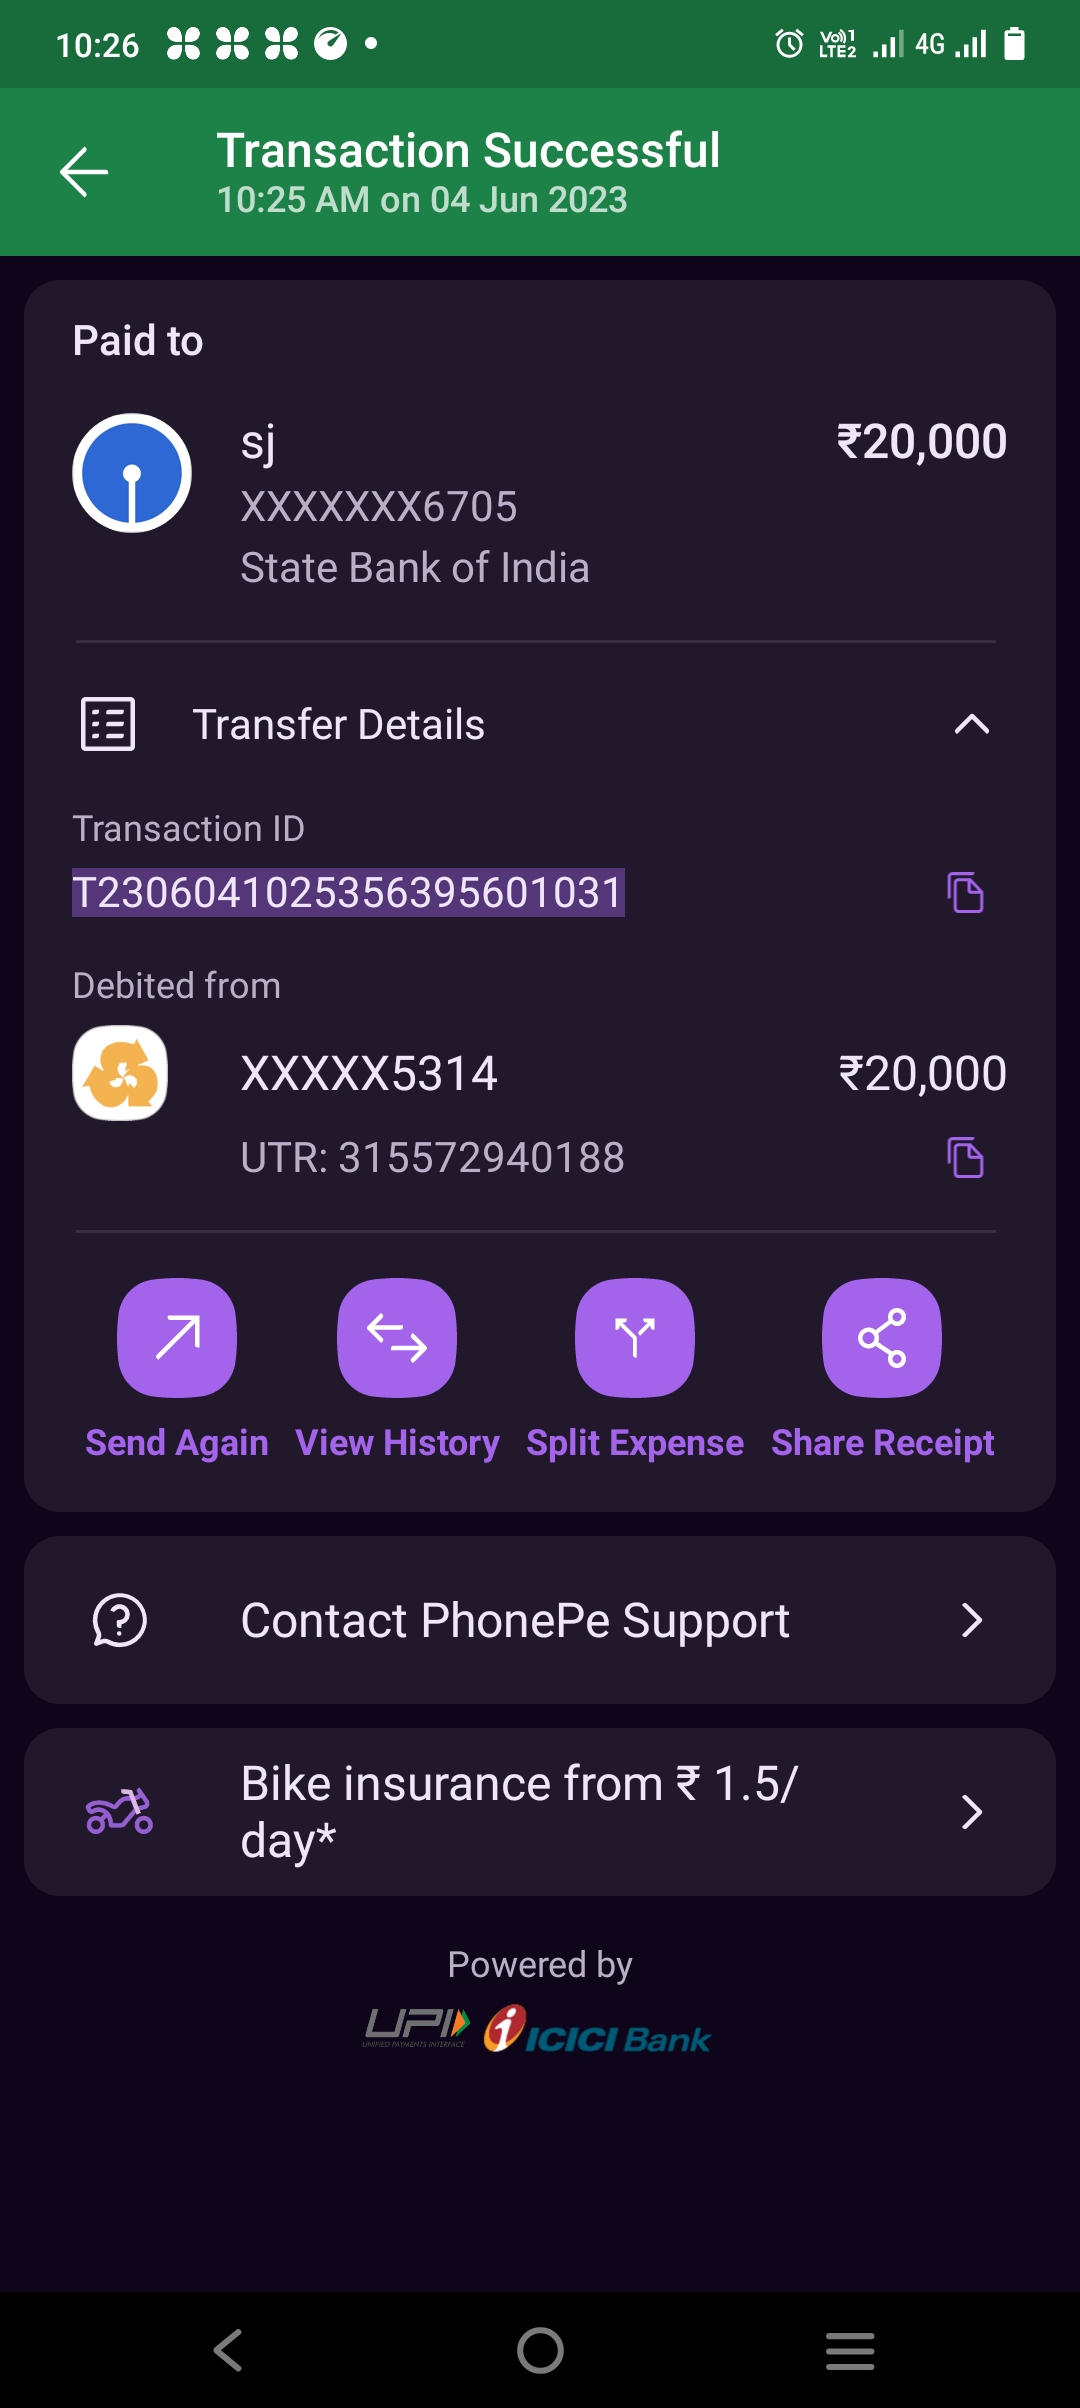 10:26
Vo))1
LTE2
4G
Transaction Successful
10:25 AM on 04 Jun 2023
Paid to
sj
₹20,000
XXXXXXX6705
State Bank of India
Transfer Details
Transaction ID
T2306041025356395601031
Debited from
XXXXX5314
₹20,000
UTR: 315572940188
Send Again
View History
Split Expense
Share Receipt
Contact PhonePe Support
Bike insurance from ₹ 1.5/
day*
Powered by
UPI
UNIFIED PAYMENTS INTERFACE
ICICI Bank